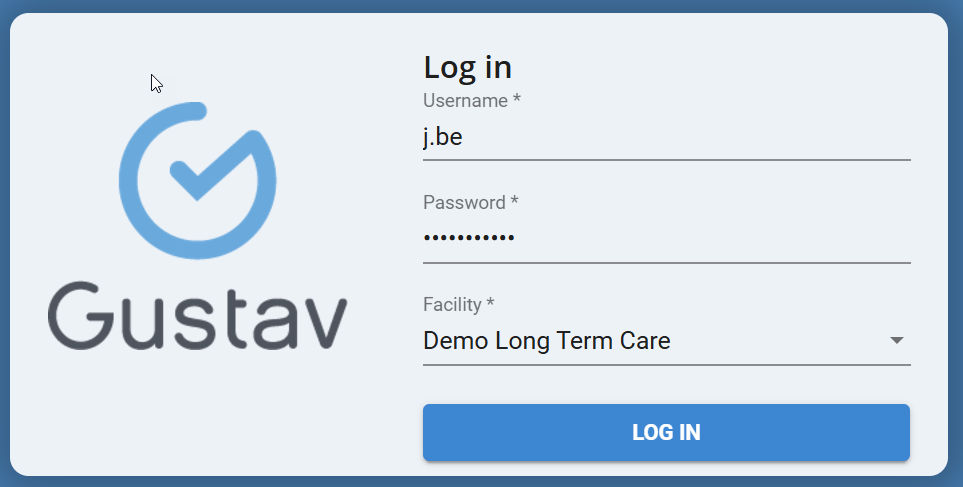 Gustav
Log in
Username *
j.be
Password *
•••••••••••
Facility *
Demo Long Term Care
LOG IN